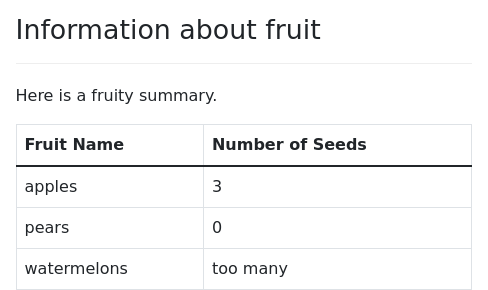 Information about fruit
Here is a fruity summary.
Fruit Name Number of Seeds
apples 3
pears 0
watermelons too many